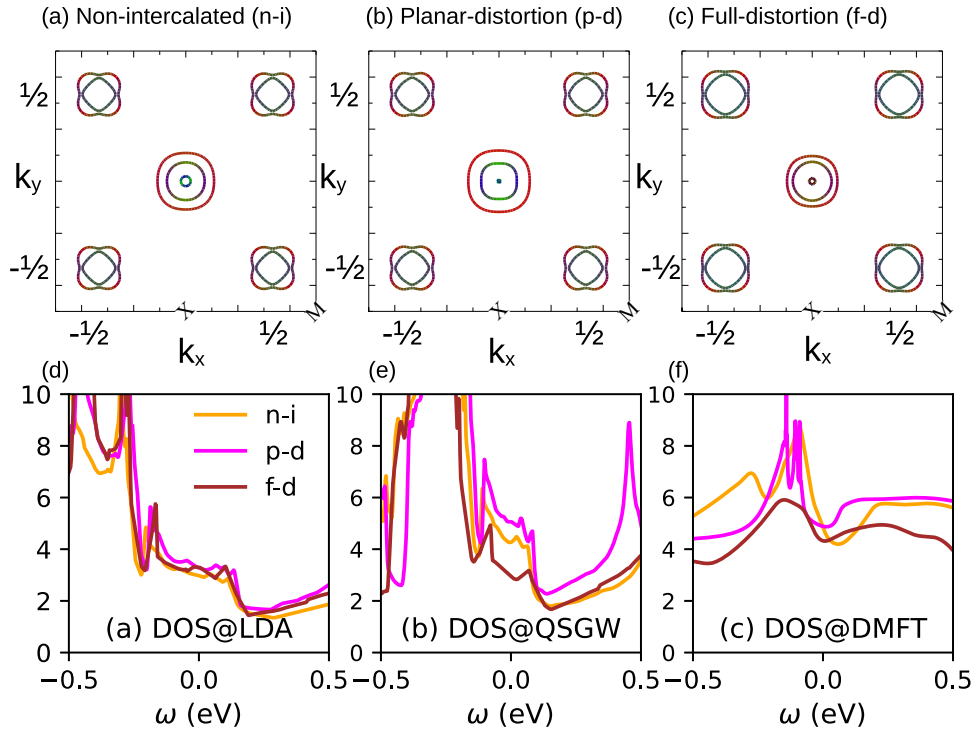 (a) Non-intercalated (n-i)
(b) Planar-distortion (p-d)
(c) Full-distortion (f-d)
½
ky
-½
-½
X
½
M
kx
½
ky
-½
-½
X
½
M
kx
½
ky
-½
-½
X
½
M
kx
(d)
10
8
6
4
2
0
n-i
p-d
f-d
(a) DOS@LDA
−0.5
0.0
0.5
ω (eV)
(e)
10
8
6
4
2
0
(b) DOS@QSGW
−0.5
0.0
0.5
ω (eV)
(f)
10
8
6
4
2
0
(c) DOS@DMFT
−0.5
0.0
0.5
ω (eV)